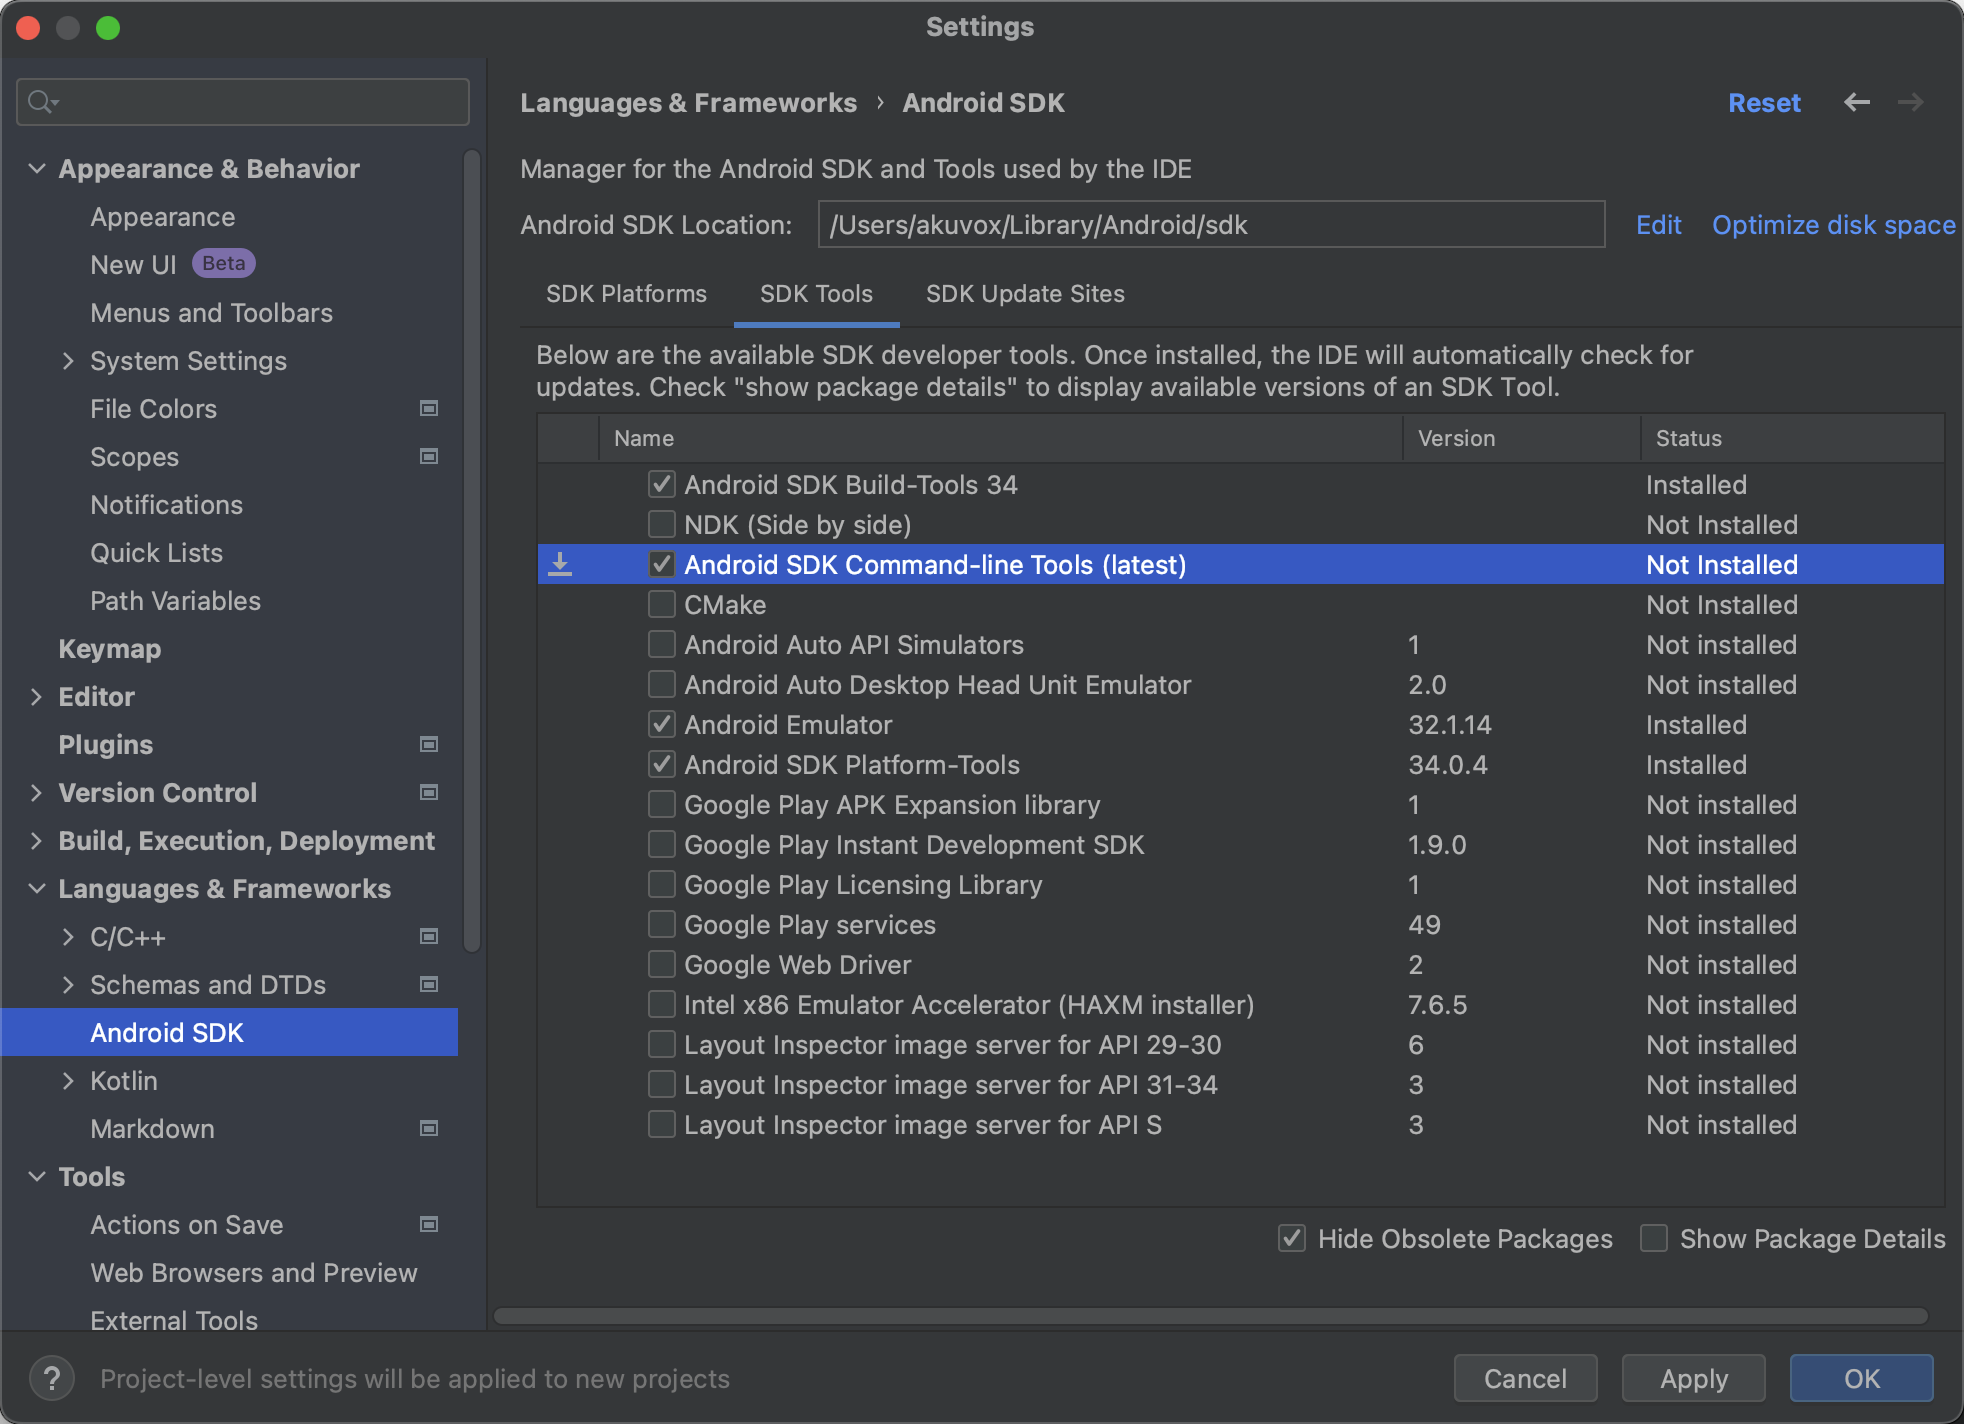 Settings
Appearance & Behavior
Appearance
New UI Beta
Menus and Toolbars
System Settings
File Colors
Scopes
Notifications
Quick Lists
Path Variables
Keymap
Editor
Plugins
Version Control
Build, Execution, Deployment
Languages & Frameworks
C/C++
Schemas and DTDs
Android SDK
Kotlin
Markdown
Tools
Actions on Save
Web Browsers and Preview
External Tools
Languages & Frameworks › Android SDK
Reset
Manager for the Android SDK and Tools used by the IDE
Android SDK Location: /Users/akuvox/Library/Android/sdk Edit Optimize disk space
SDK Platforms SDK Tools SDK Update Sites
Below are the available SDK developer tools. Once installed, the IDE will automatically check for
updates. Check "show package details" to display available versions of an SDK Tool.
Name Version Status
Android SDK Build-Tools 34 Installed
NDK (Side by side) Not Installed
Android SDK Command-line Tools (latest) Not Installed
CMake Not Installed
Android Auto API Simulators 1 Not installed
Android Auto Desktop Head Unit Emulator 2.0 Not installed
Android Emulator 32.1.14 Installed
Android SDK Platform-Tools 34.0.4 Installed
Google Play APK Expansion library 1 Not installed
Google Play Instant Development SDK 1.9.0 Not installed
Google Play Licensing Library 1 Not installed
Google Play services 49 Not installed
Google Web Driver 2 Not installed
Intel x86 Emulator Accelerator (HAXM installer) 7.6.5 Not installed
Layout Inspector image server for API 29-30 6 Not installed
Layout Inspector image server for API 31-34 3 Not installed
Layout Inspector image server for API S 3 Not installed
Hide Obsolete Packages Show Package Details
? Project-level settings will be applied to new projects
Cancel Apply OK